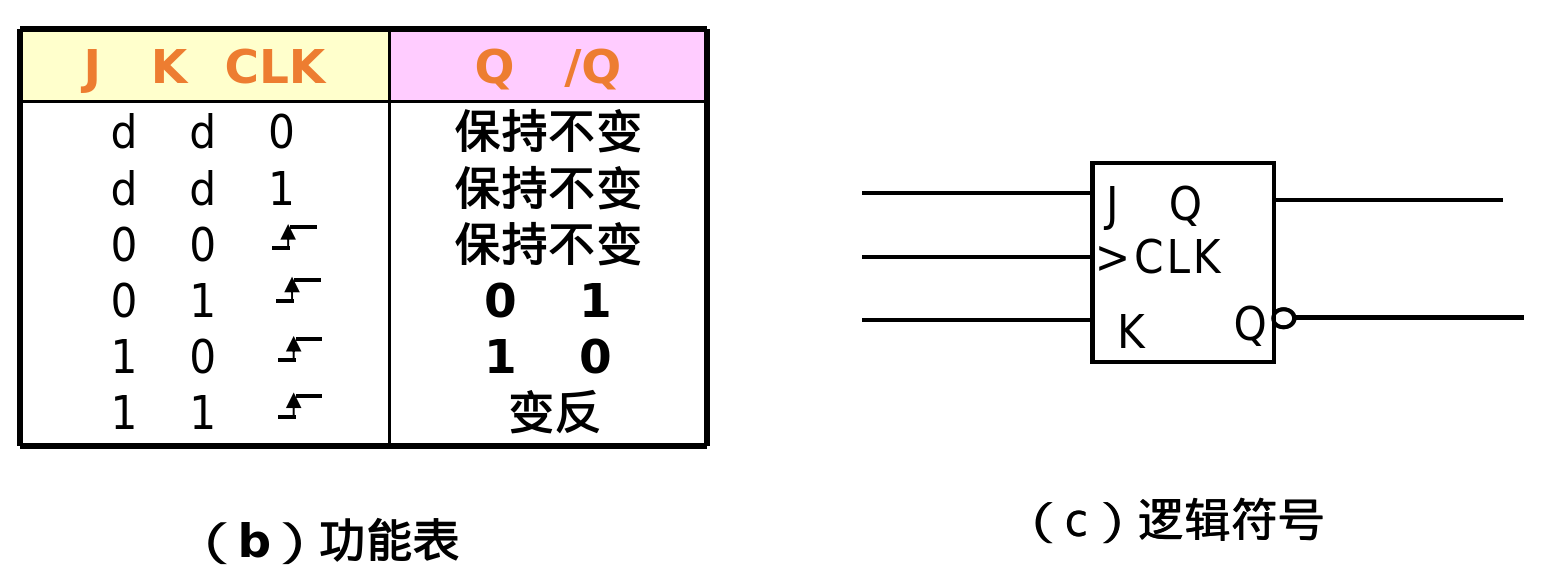 J K CLK Q /Q
d d 0 保持不变
d d 1 保持不变
0 0 保持不变
0 1 0 1
1 0 1 0
1 1 变反
（b）功能表
J Q
>CLK
K Q
（c）逻辑符号